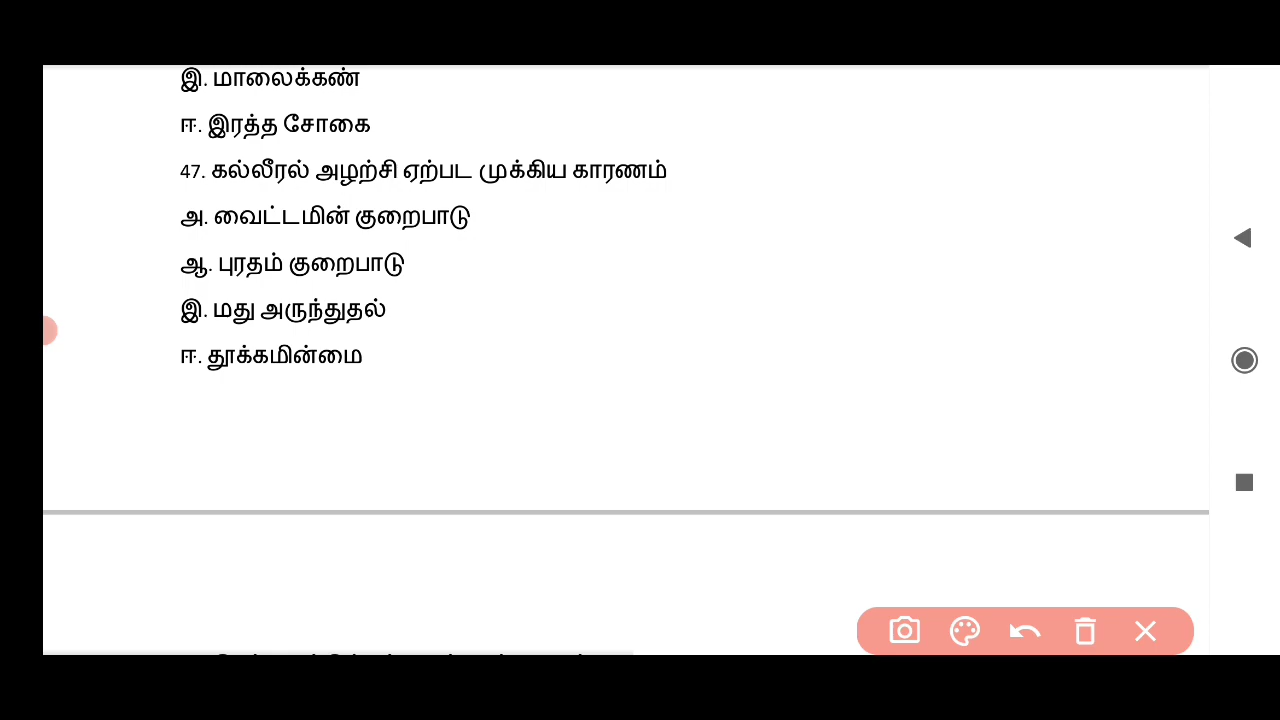 இ. மாலைக்கண்
ஈ. இரத்த சோகை
47. கல்லீரல் அழற்சி ஏற்பட முக்கிய காரணம்
அ. வைட்டமின் குறைபாடு
ஆ. புரதம் குறைபாடு
இ. மது அருந்துதல்
ஈ. தூக்கமின்மை